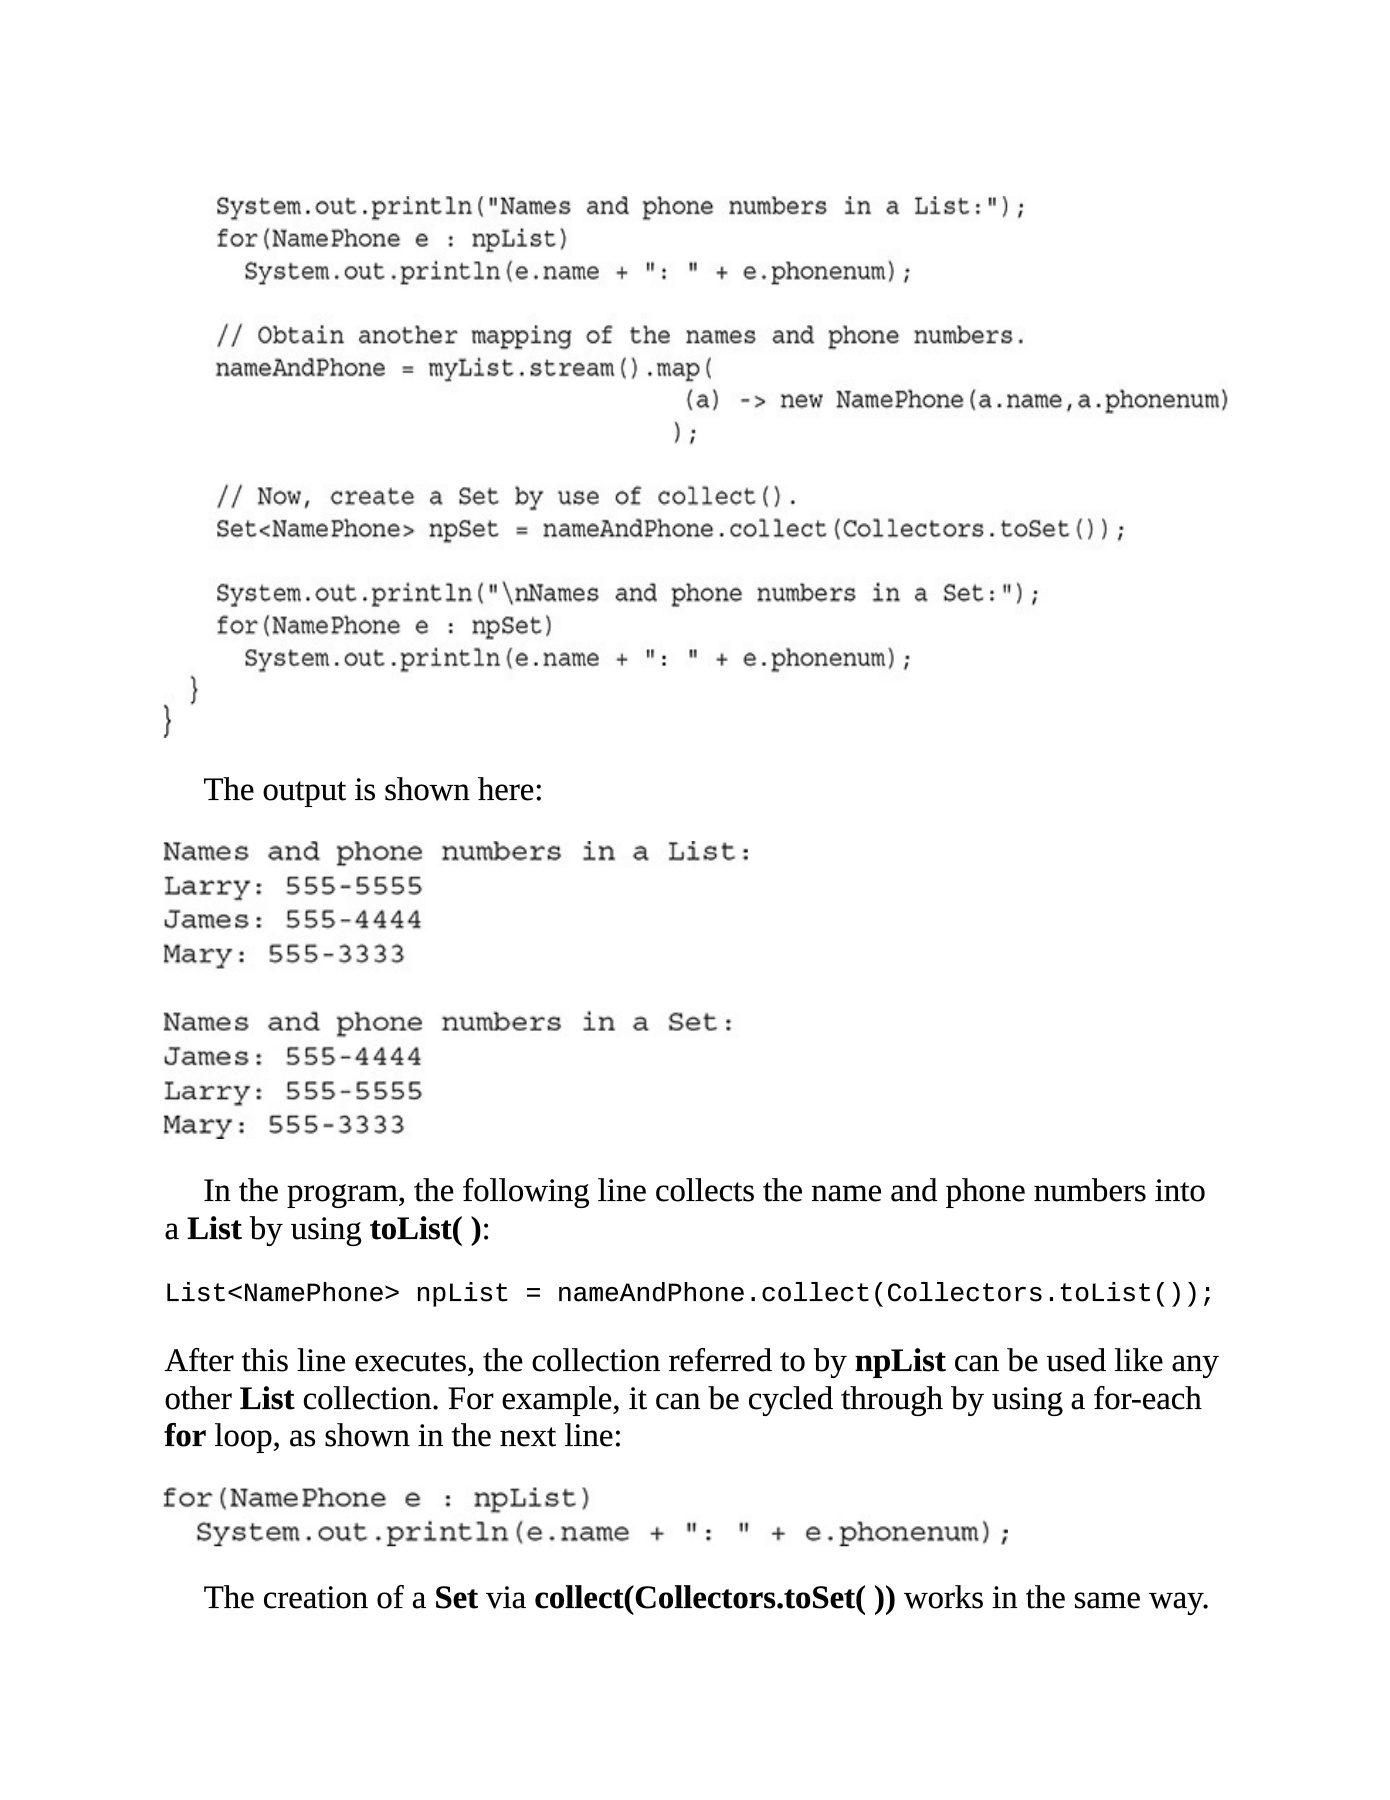 System.out.println("Names and phone numbers in a List:");
for(NamePhone e : npList)
System.out.println(e.name + ": " + e.phonenum);
// Obtain another mapping of the names and phone numbers.
nameAndPhone = myList.stream().map(
(a) -> new NamePhone(a.name,a.phonenum)
);
// Now, create a Set by use of collect().
Set<NamePhone> npSet = nameAndPhone.collect(Collectors.toSet());
System.out.println("\nNames and phone numbers in a Set:");
for(NamePhone e : npSet)
System.out.println(e.name + ": " + e.phonenum);
}
}
The output is shown here:
Names and phone numbers in a List:
Larry: 555-5555
James: 555-4444
Mary: 555-3333
Names and phone numbers in a Set:
James: 555-4444
Larry: 555-5555
Mary: 555-3333
In the program, the following line collects the name and phone numbers into
a List by using toList( ):
List<NamePhone> npList = nameAndPhone.collect(Collectors.toList());
After this line executes, the collection referred to by npList can be used like any
other List collection. For example, it can be cycled through by using a for-each
for loop, as shown in the next line:
for(NamePhone e : npList)
System.out.println(e.name + ": " + e.phonenum);
The creation of a Set via collect(Collectors.toSet( )) works in the same way.